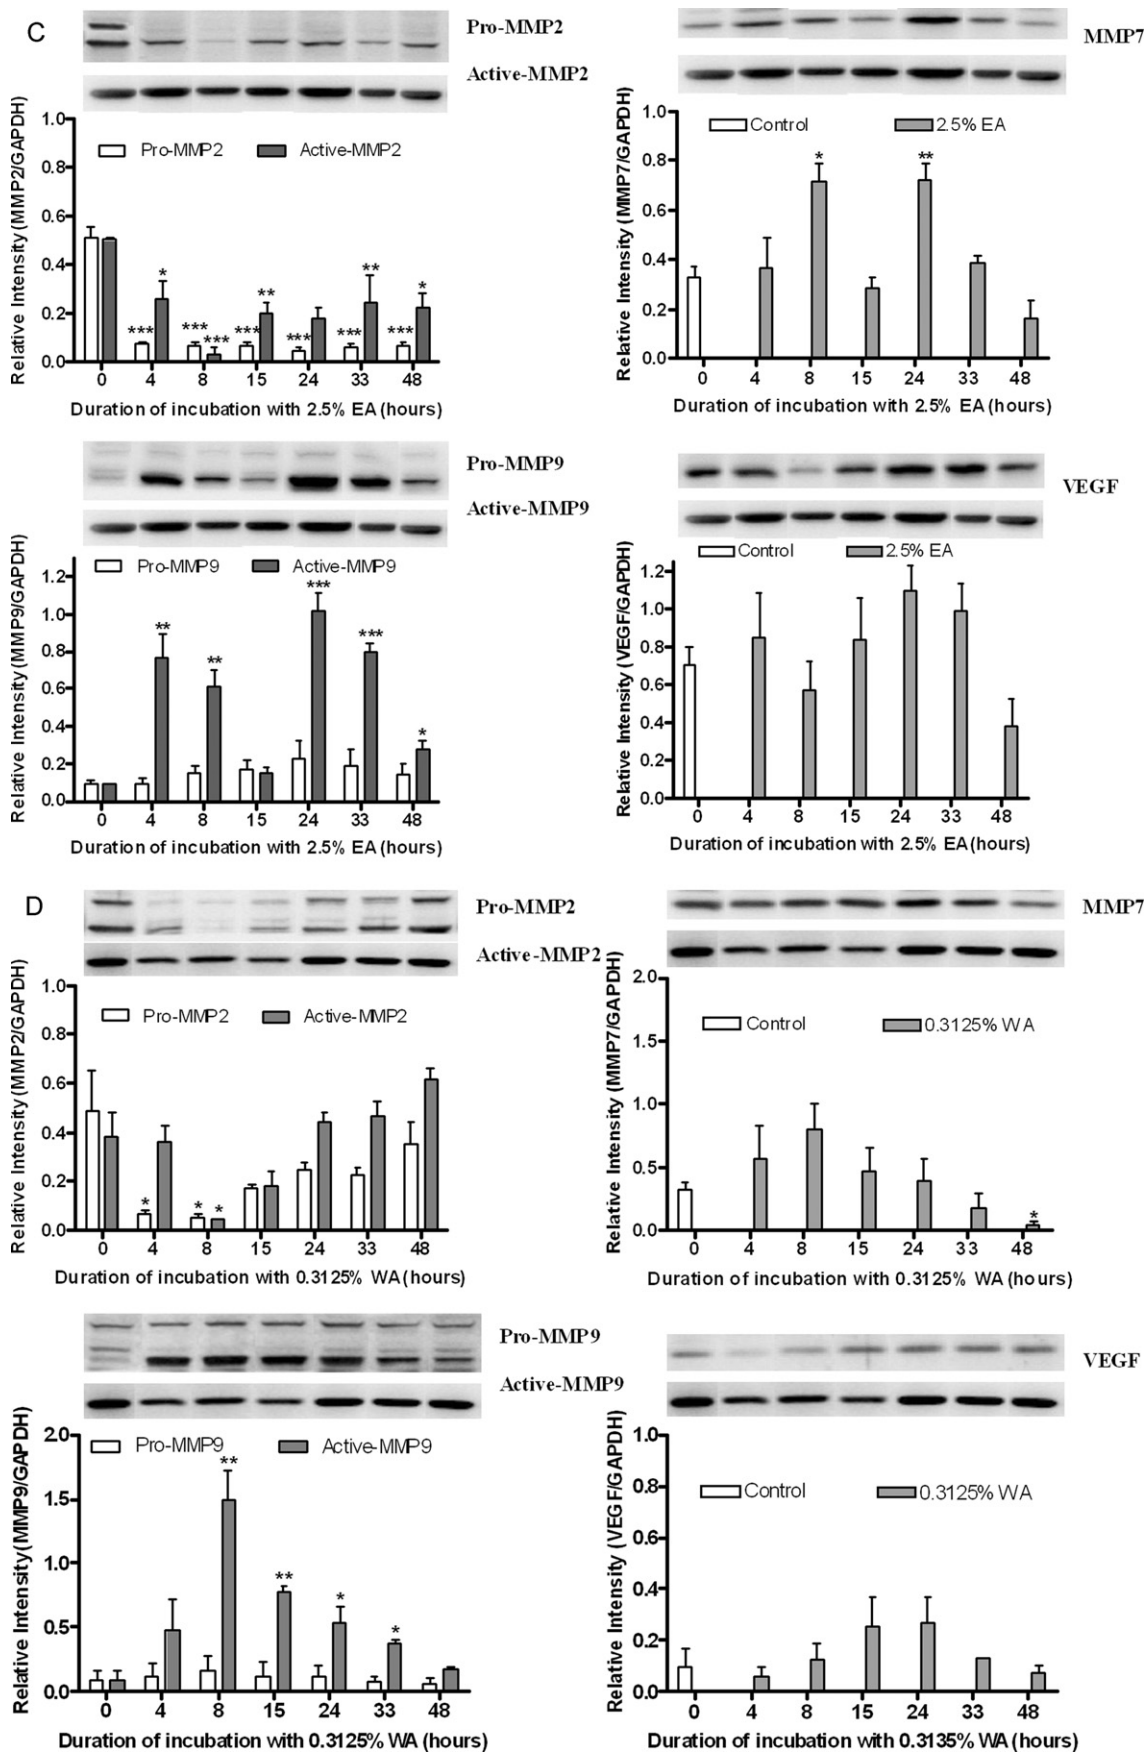 C
Pro-MMP2
Active-MMP2
Relative Intensity (MMP2/GAPDH)
1.0
0.8
0.6
0.4
0.2
0.0
Pro-MMP2 Active-MMP2
*** * *** *** *** ** *** *** ** *** *
0 4 8 15 24 33 48
Duration of incubation with 2.5% EA (hours)
MMP7
Relative Intensity (MMP7/GAPDH)
1.0
0.8
0.6
0.4
0.2
0.0
Control 2.5% EA
* **
0 4 8 15 24 33 48
Duration of incubation with 2.5% EA (hours)
Pro-MMP9
Active-MMP9
Relative Intensity (MMP9/GAPDH)
1.2
1.0
0.8
0.6
0.4
0.2
0.0
Pro-MMP9 Active-MMP9
** ** *** *** *
0 4 8 15 24 33 48
Duration of incubation with 2.5% EA (hours)
VEGF
Relative Intensity (VEGF/GAPDH)
1.2
1.0
0.8
0.6
0.4
0.2
0.0
Control 2.5% EA
0 4 8 15 24 33 48
Duration of incubation with 2.5% EA (hours)
D
Pro-MMP2
Active-MMP2
Relative Intensity (MMP2/GAPDH)
1.0
0.8
0.6
0.4
0.2
0.0
Pro-MMP2 Active-MMP2
* * *
0 4 8 15 24 33 48
Duration of incubation with 0.3125% WA (hours)
MMP7
Relative Intensity (MMP7/GAPDH)
2.0
1.5
1.0
0.5
0.0
Control 0.3125% WA
*
0 4 8 15 24 33 48
Duration of incubation with 0.3125% WA (hours)
Pro-MMP9
Active-MMP9
Relative Intensity (MMP9/GAPDH)
2.0
1.5
1.0
0.5
0.0
Pro-MMP9 Active-MMP9
** ** * *
0 4 8 15 24 33 48
Duration of incubation with 0.3125% WA (hours)
VEGF
Relative Intensity (VEGF/GAPDH)
1.0
0.8
0.6
0.4
0.2
0.0
Control 0.3125% WA
0 4 8 15 24 33 48
Duration of incubation with 0.3135% WA (hours)